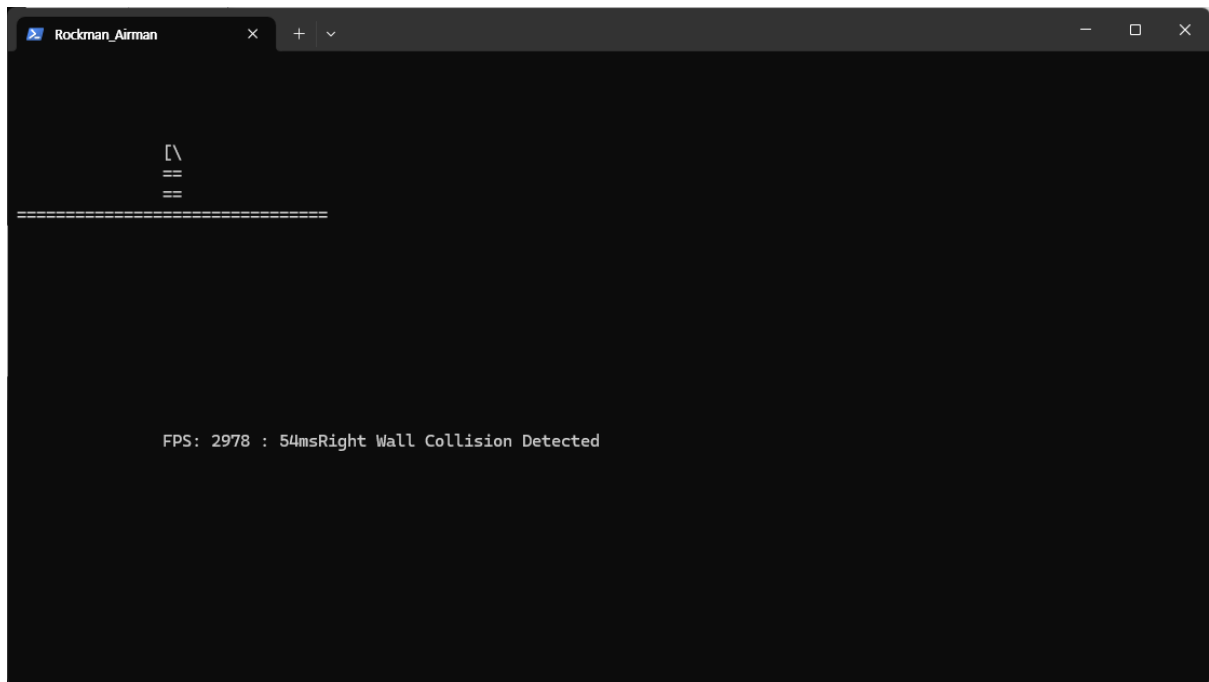 Rockman_Airman
[\
==
==
================================
FPS: 2978 : 54msRight Wall Collision Detected